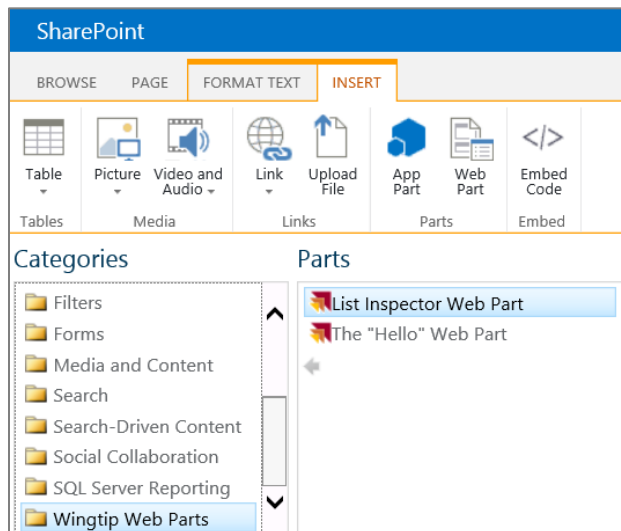 SharePoint
BROWSE PAGE FORMAT TEXT INSERT
Table Picture Video and Audio Link Upload File App Part Web Part Embed Code
Tables Media Links Parts Embed
Categories
Filters
Forms
Media and Content
Search
Search-Driven Content
Social Collaboration
SQL Server Reporting
Wingtip Web Parts
Parts
List Inspector Web Part
The "Hello" Web Part